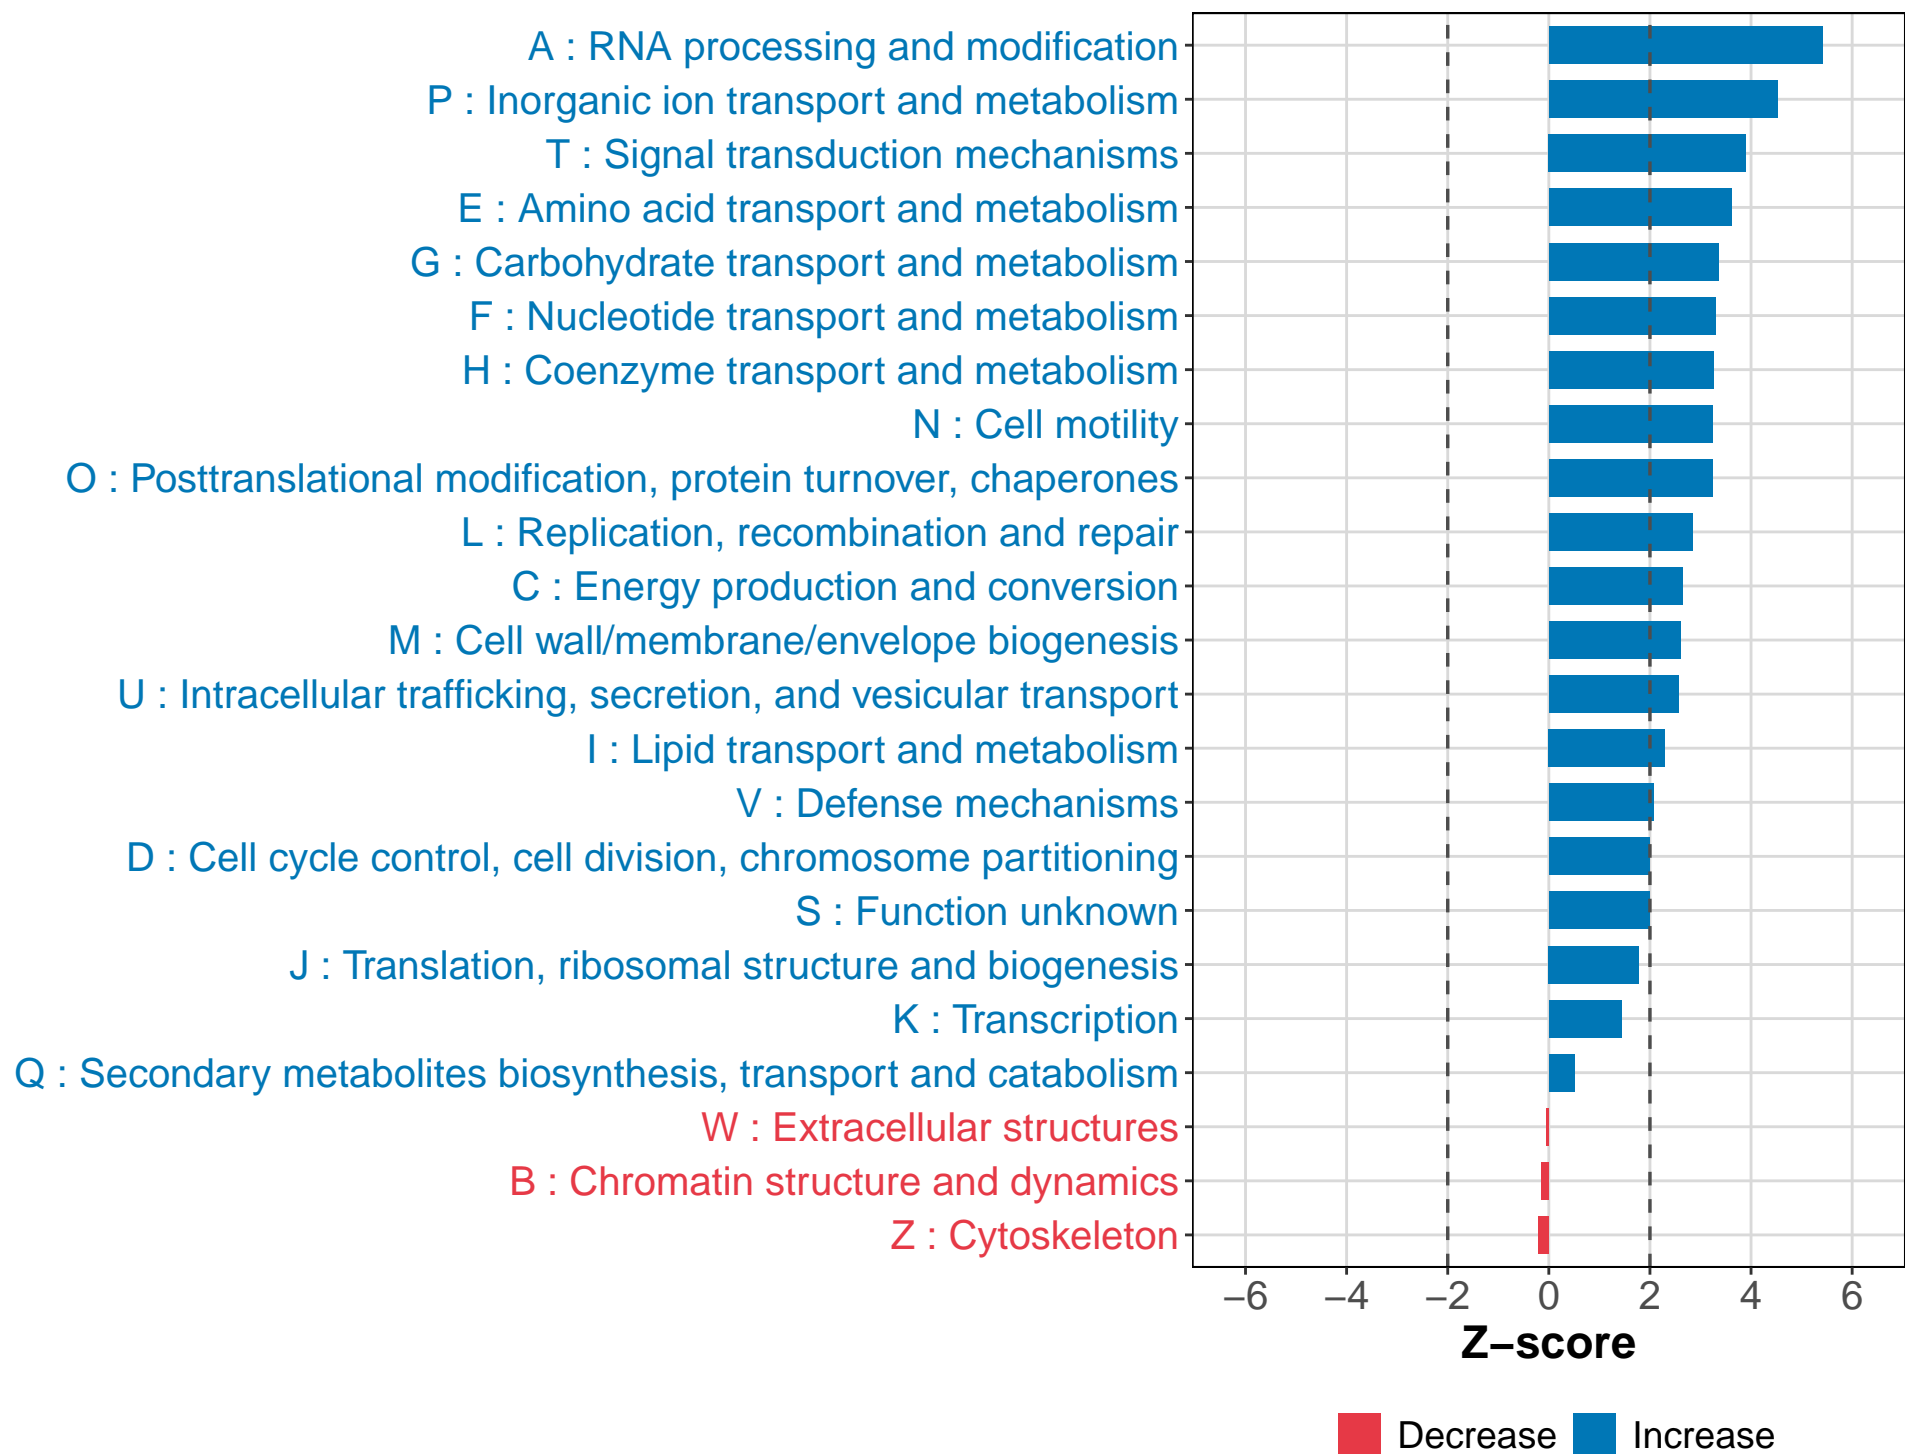 A : RNA processing and modification
P : Inorganic ion transport and metabolism
T : Signal transduction mechanisms
E : Amino acid transport and metabolism
G : Carbohydrate transport and metabolism
F : Nucleotide transport and metabolism
H : Coenzyme transport and metabolism
N : Cell motility
O : Posttranslational modification, protein turnover, chaperones
L : Replication, recombination and repair
C : Energy production and conversion
M : Cell wall/membrane/envelope biogenesis
U : Intracellular trafficking, secretion, and vesicular transport
I : Lipid transport and metabolism
V : Defense mechanisms
D : Cell cycle control, cell division, chromosome partitioning
S : Function unknown
J : Translation, ribosomal structure and biogenesis
K : Transcription
Q : Secondary metabolites biosynthesis, transport and catabolism
W : Extracellular structures
B : Chromatin structure and dynamics
Z : Cytoskeleton
−6 −4 −2 0 2 4 6
Z−score
Decrease Increase